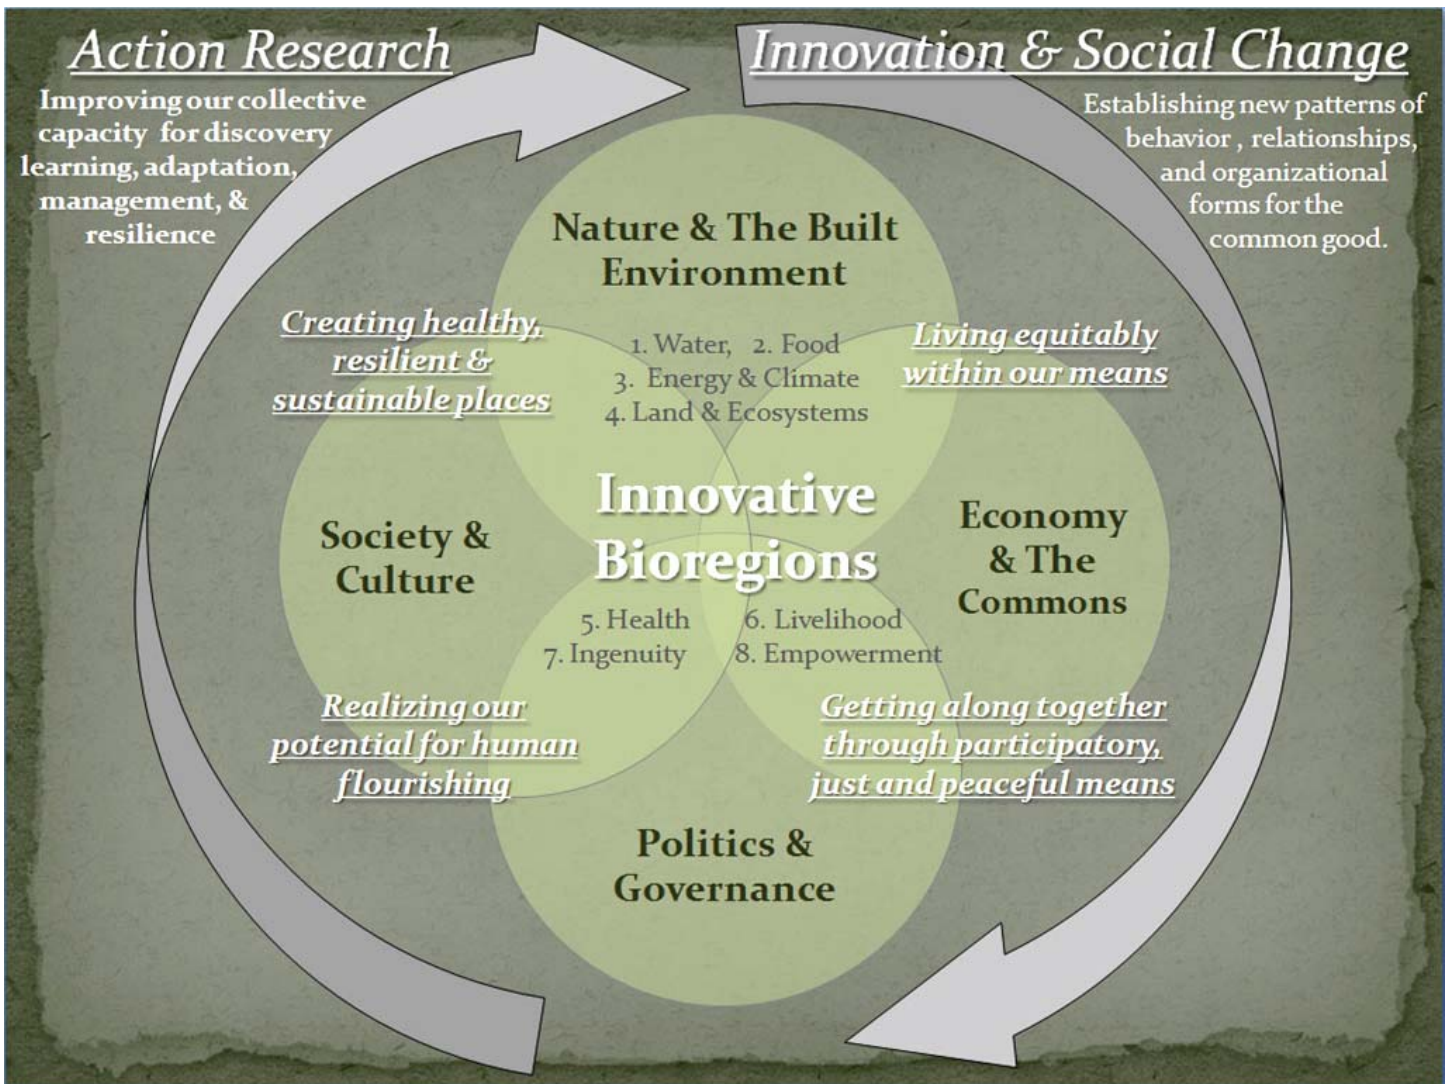 Action Research
Improving our collective
capacity for discovery
learning, adaptation,
management, &
resilience
Innovation & Social Change
Establishing new patterns of
behavior , relationships,
and organizational
forms for the
common good.
Nature & The Built
Environment
1. Water, 2. Food
3. Energy & Climate
4. Land & Ecosystems
Creating healthy,
resilient &
sustainable places
Living equitably
within our means
Innovative
Bioregions
Society &
Culture
Economy
& The
Commons
5. Health 6. Livelihood
7. Ingenuity 8. Empowerment
Realizing our
potential for human
flourishing
Getting along together
through participatory,
just and peaceful means
Politics &
Governance